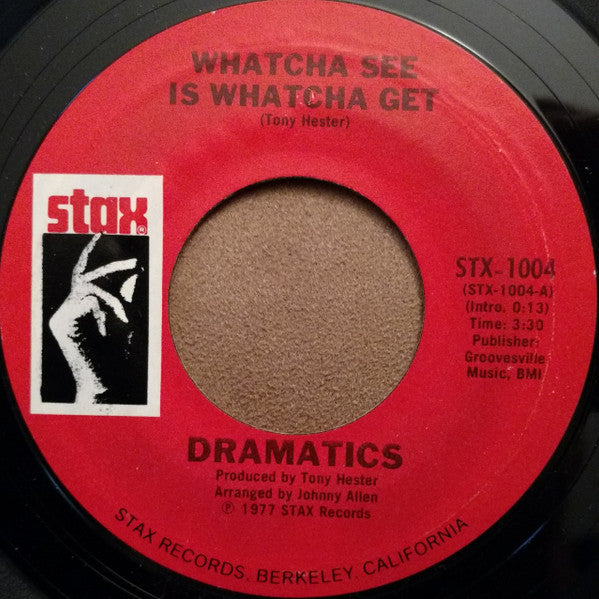 WHATCHA SEE
IS WHATCHA GET
(Tony Hester)
stax®
STX-1004
(STX-1004-A)
(Intro. 0:13)
Time: 3:30
Publisher:
Groovesville
Music, BMI
DRAMATICS
Produced by Tony Hester
Arranged by Johnny Allen
℗ 1977 STAX Records
STAX RECORDS, BERKELEY, CALIFORNIA